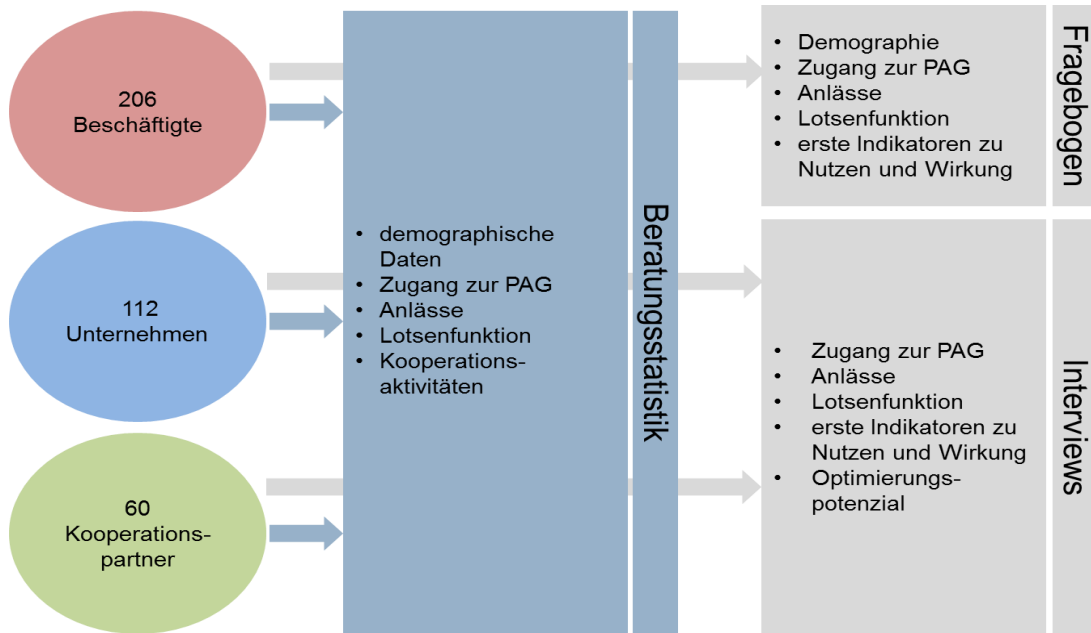 206
Beschäftigte
112
Unternehmen
60
Kooperations-
partner
• demographische
Daten
• Zugang zur PAG
• Anlässe
• Lotsenfunktion
• Kooperations-
aktivitäten
Beratungsstatistik
• Demographie
• Zugang zur PAG
• Anlässe
• Lotsenfunktion
• erste Indikatoren zu
Nutzen und Wirkung
Fragebogen
• Zugang zur PAG
• Anlässe
• Lotsenfunktion
• erste Indikatoren zu
Nutzen und Wirkung
• Optimierungs-
potenzial
Interviews